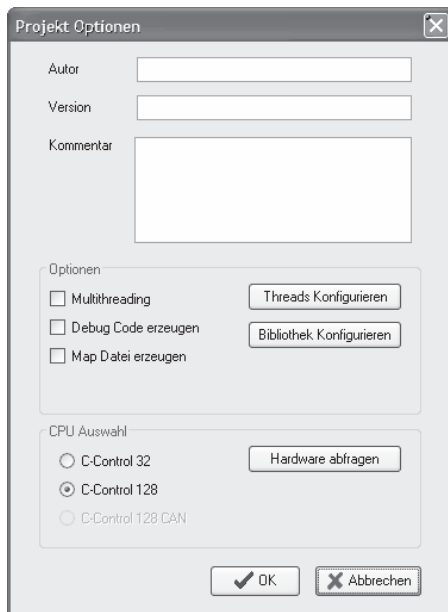 Projekt Optionen
Autor
Version
Kommentar
Optionen
Multithreading
Threads Konfigurieren
Debug Code erzeugen
Bibliothek Konfigurieren
Map Datei erzeugen
CPU Auswahl
C-Control 32
Hardware abfragen
C-Control 128
C-Control 128 CAN
OK
Abbrechen